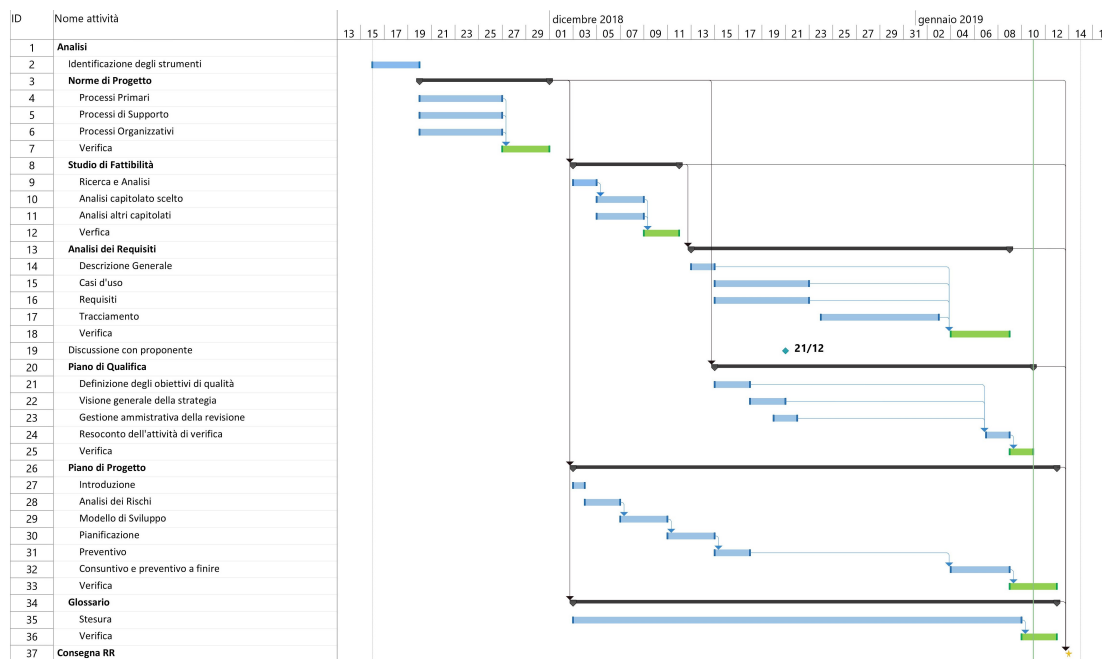 ID Nome attività dicembre 2018 gennaio 2019
13 15 17 19 21 23 25 27 29 01 03 05 07 09 11 13 15 17 19 21 23 25 27 29 31 02 04 06 08 10 12 14 1
1 Analisi
2 Identificazione degli strumenti
3 Norme di Progetto
4 Processi Primari
5 Processi di Supporto
6 Processi Organizzativi
7 Verifica
8 Studio di Fattibilità
9 Ricerca e Analisi
10 Analisi capitolato scelto
11 Analisi altri capitolati
12 Verfica
13 Analisi dei Requisiti
14 Descrizione Generale
15 Casi d'uso
16 Requisiti
17 Tracciamento
18 Verifica
19 Discussione con proponente 21/12
20 Piano di Qualifica
21 Definizione degli obiettivi di qualità
22 Visione generale della strategia
23 Gestione ammistrativa della revisione
24 Resoconto dell'attività di verifica
25 Verifica
26 Piano di Progetto
27 Introduzione
28 Analisi dei Rischi
29 Modello di Sviluppo
30 Pianificazione
31 Preventivo
32 Consuntivo e preventivo a finire
33 Verifica
34 Glossario
35 Stesura
36 Verifica
37 Consegna RR